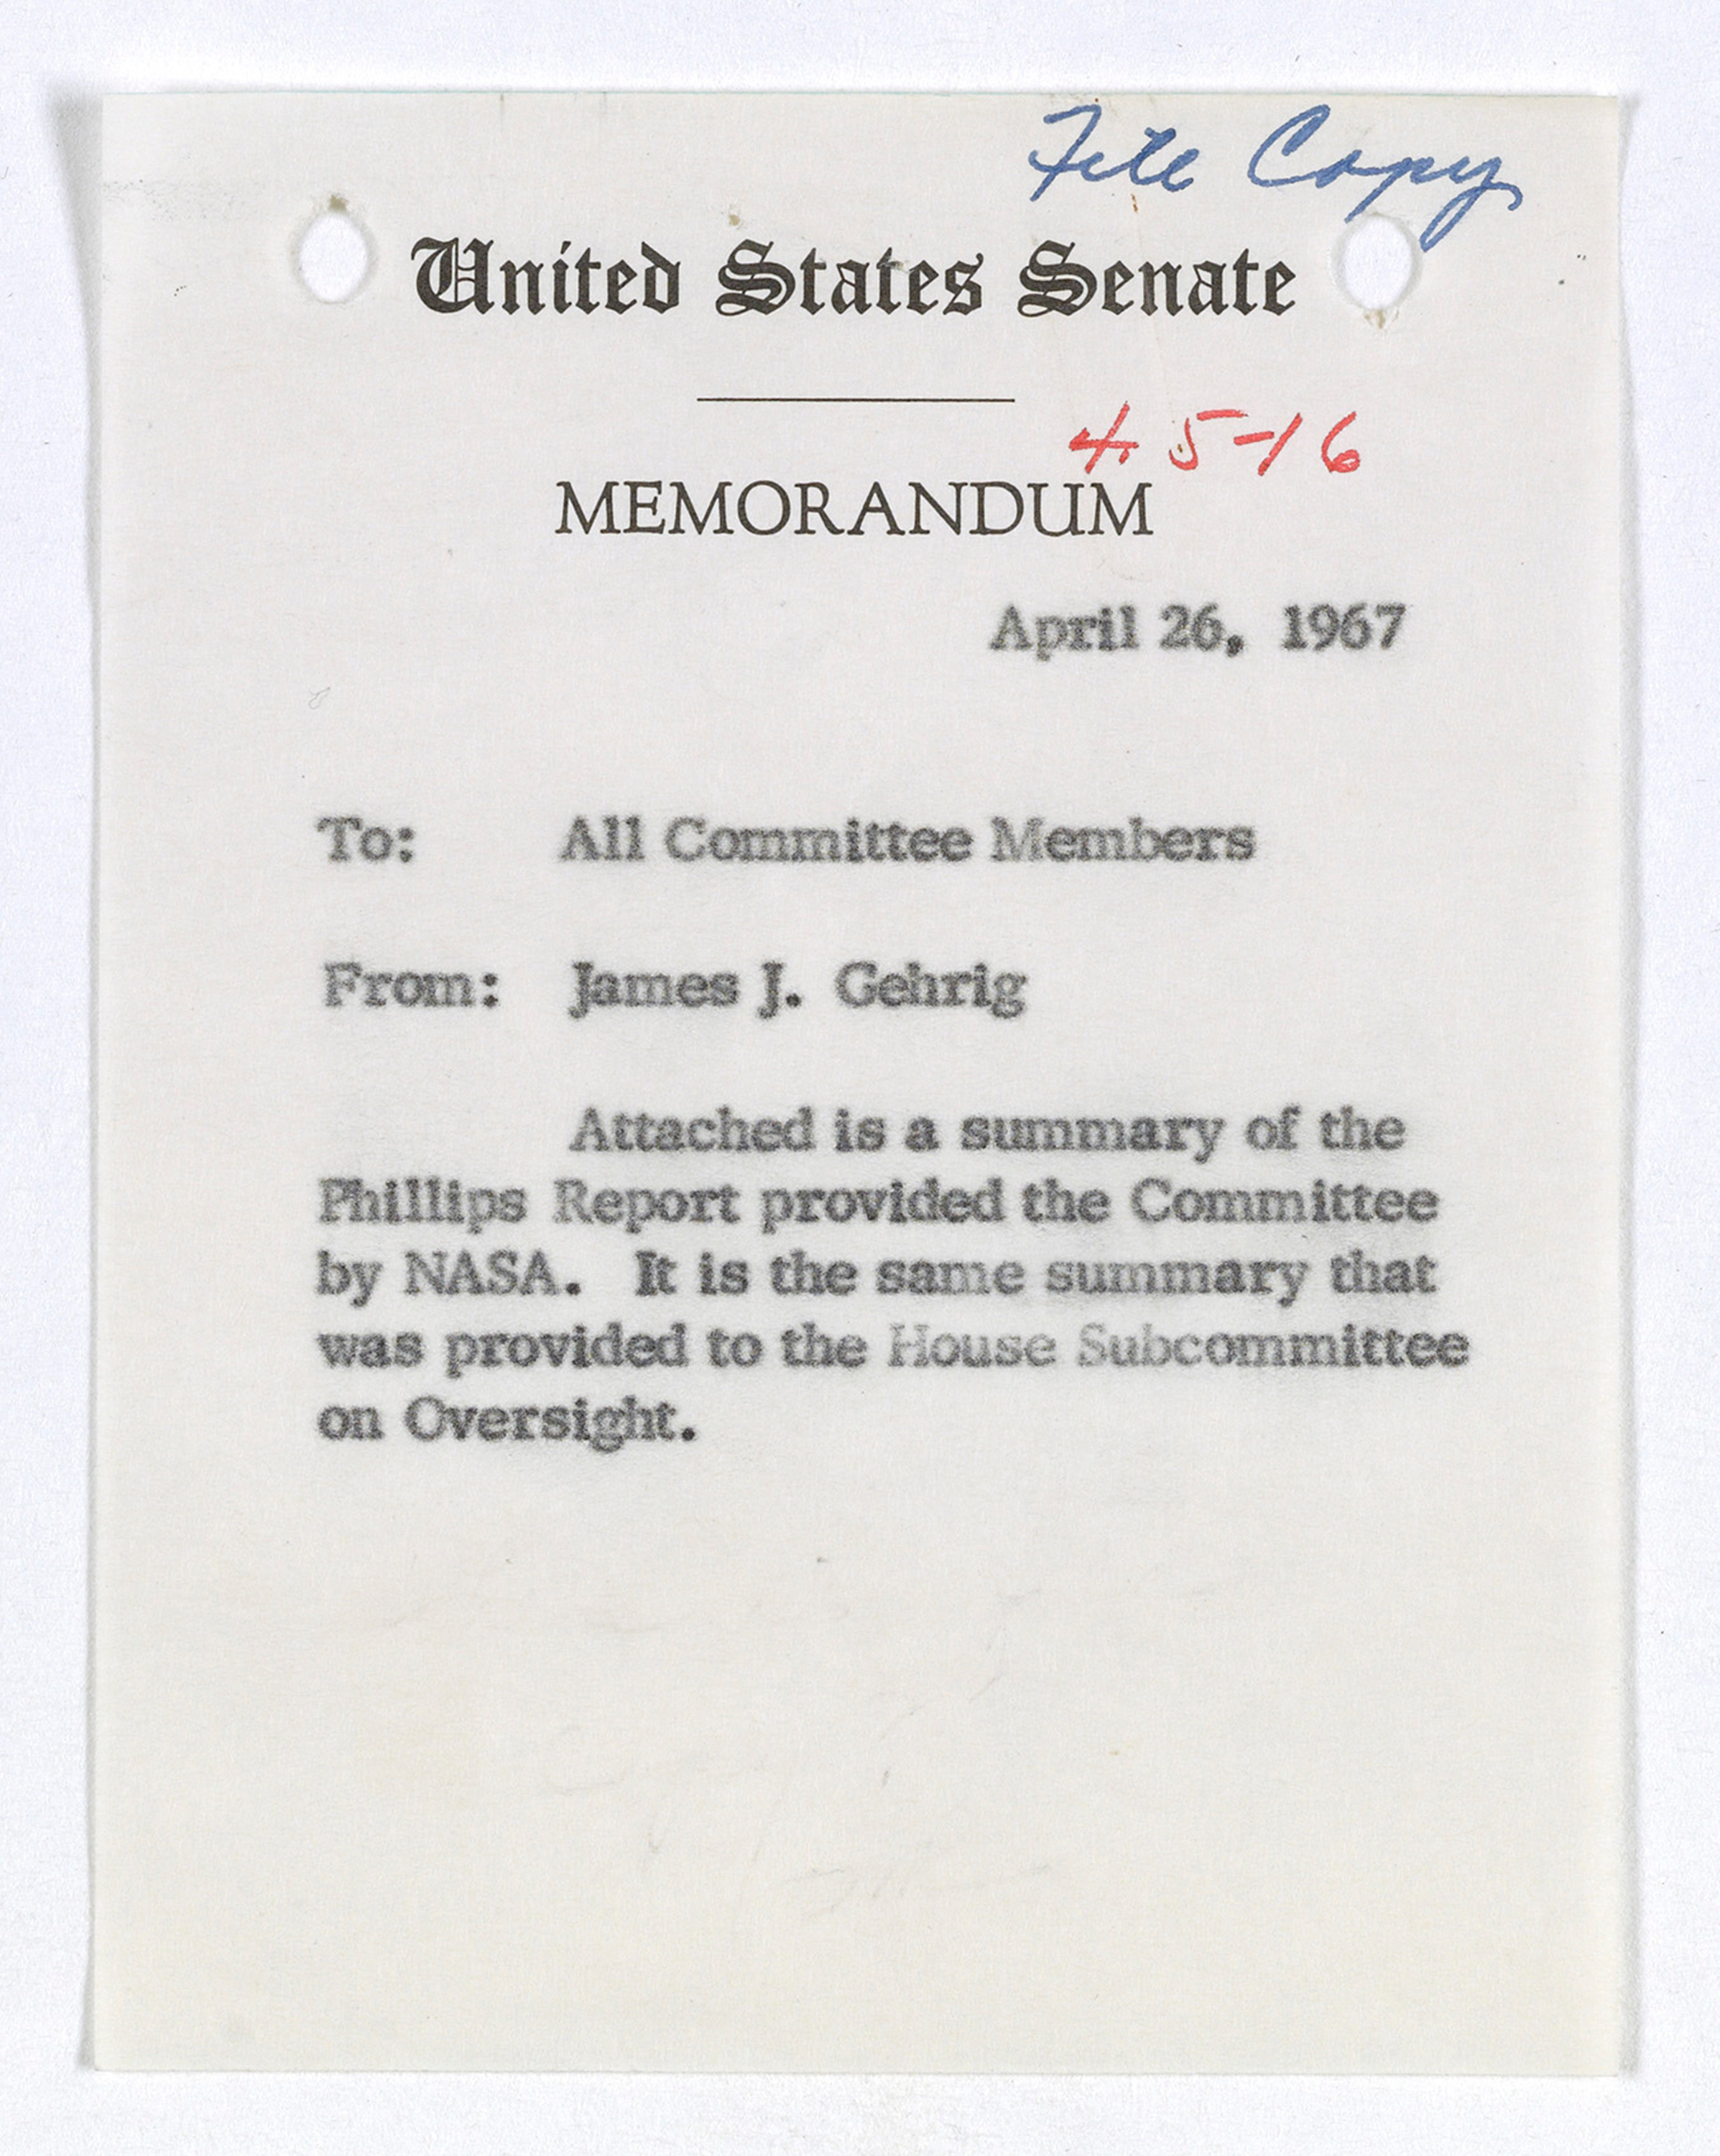 File Copy
United States Senate
4 5-16
MEMORANDUM
April 26, 1967
To: All Committee Members
From: James J. Gehrig
Attached is a summary of the
Phillips Report provided the Committee
by NASA. It is the same summary that
was provided to the House Subcommittee
on Oversight.